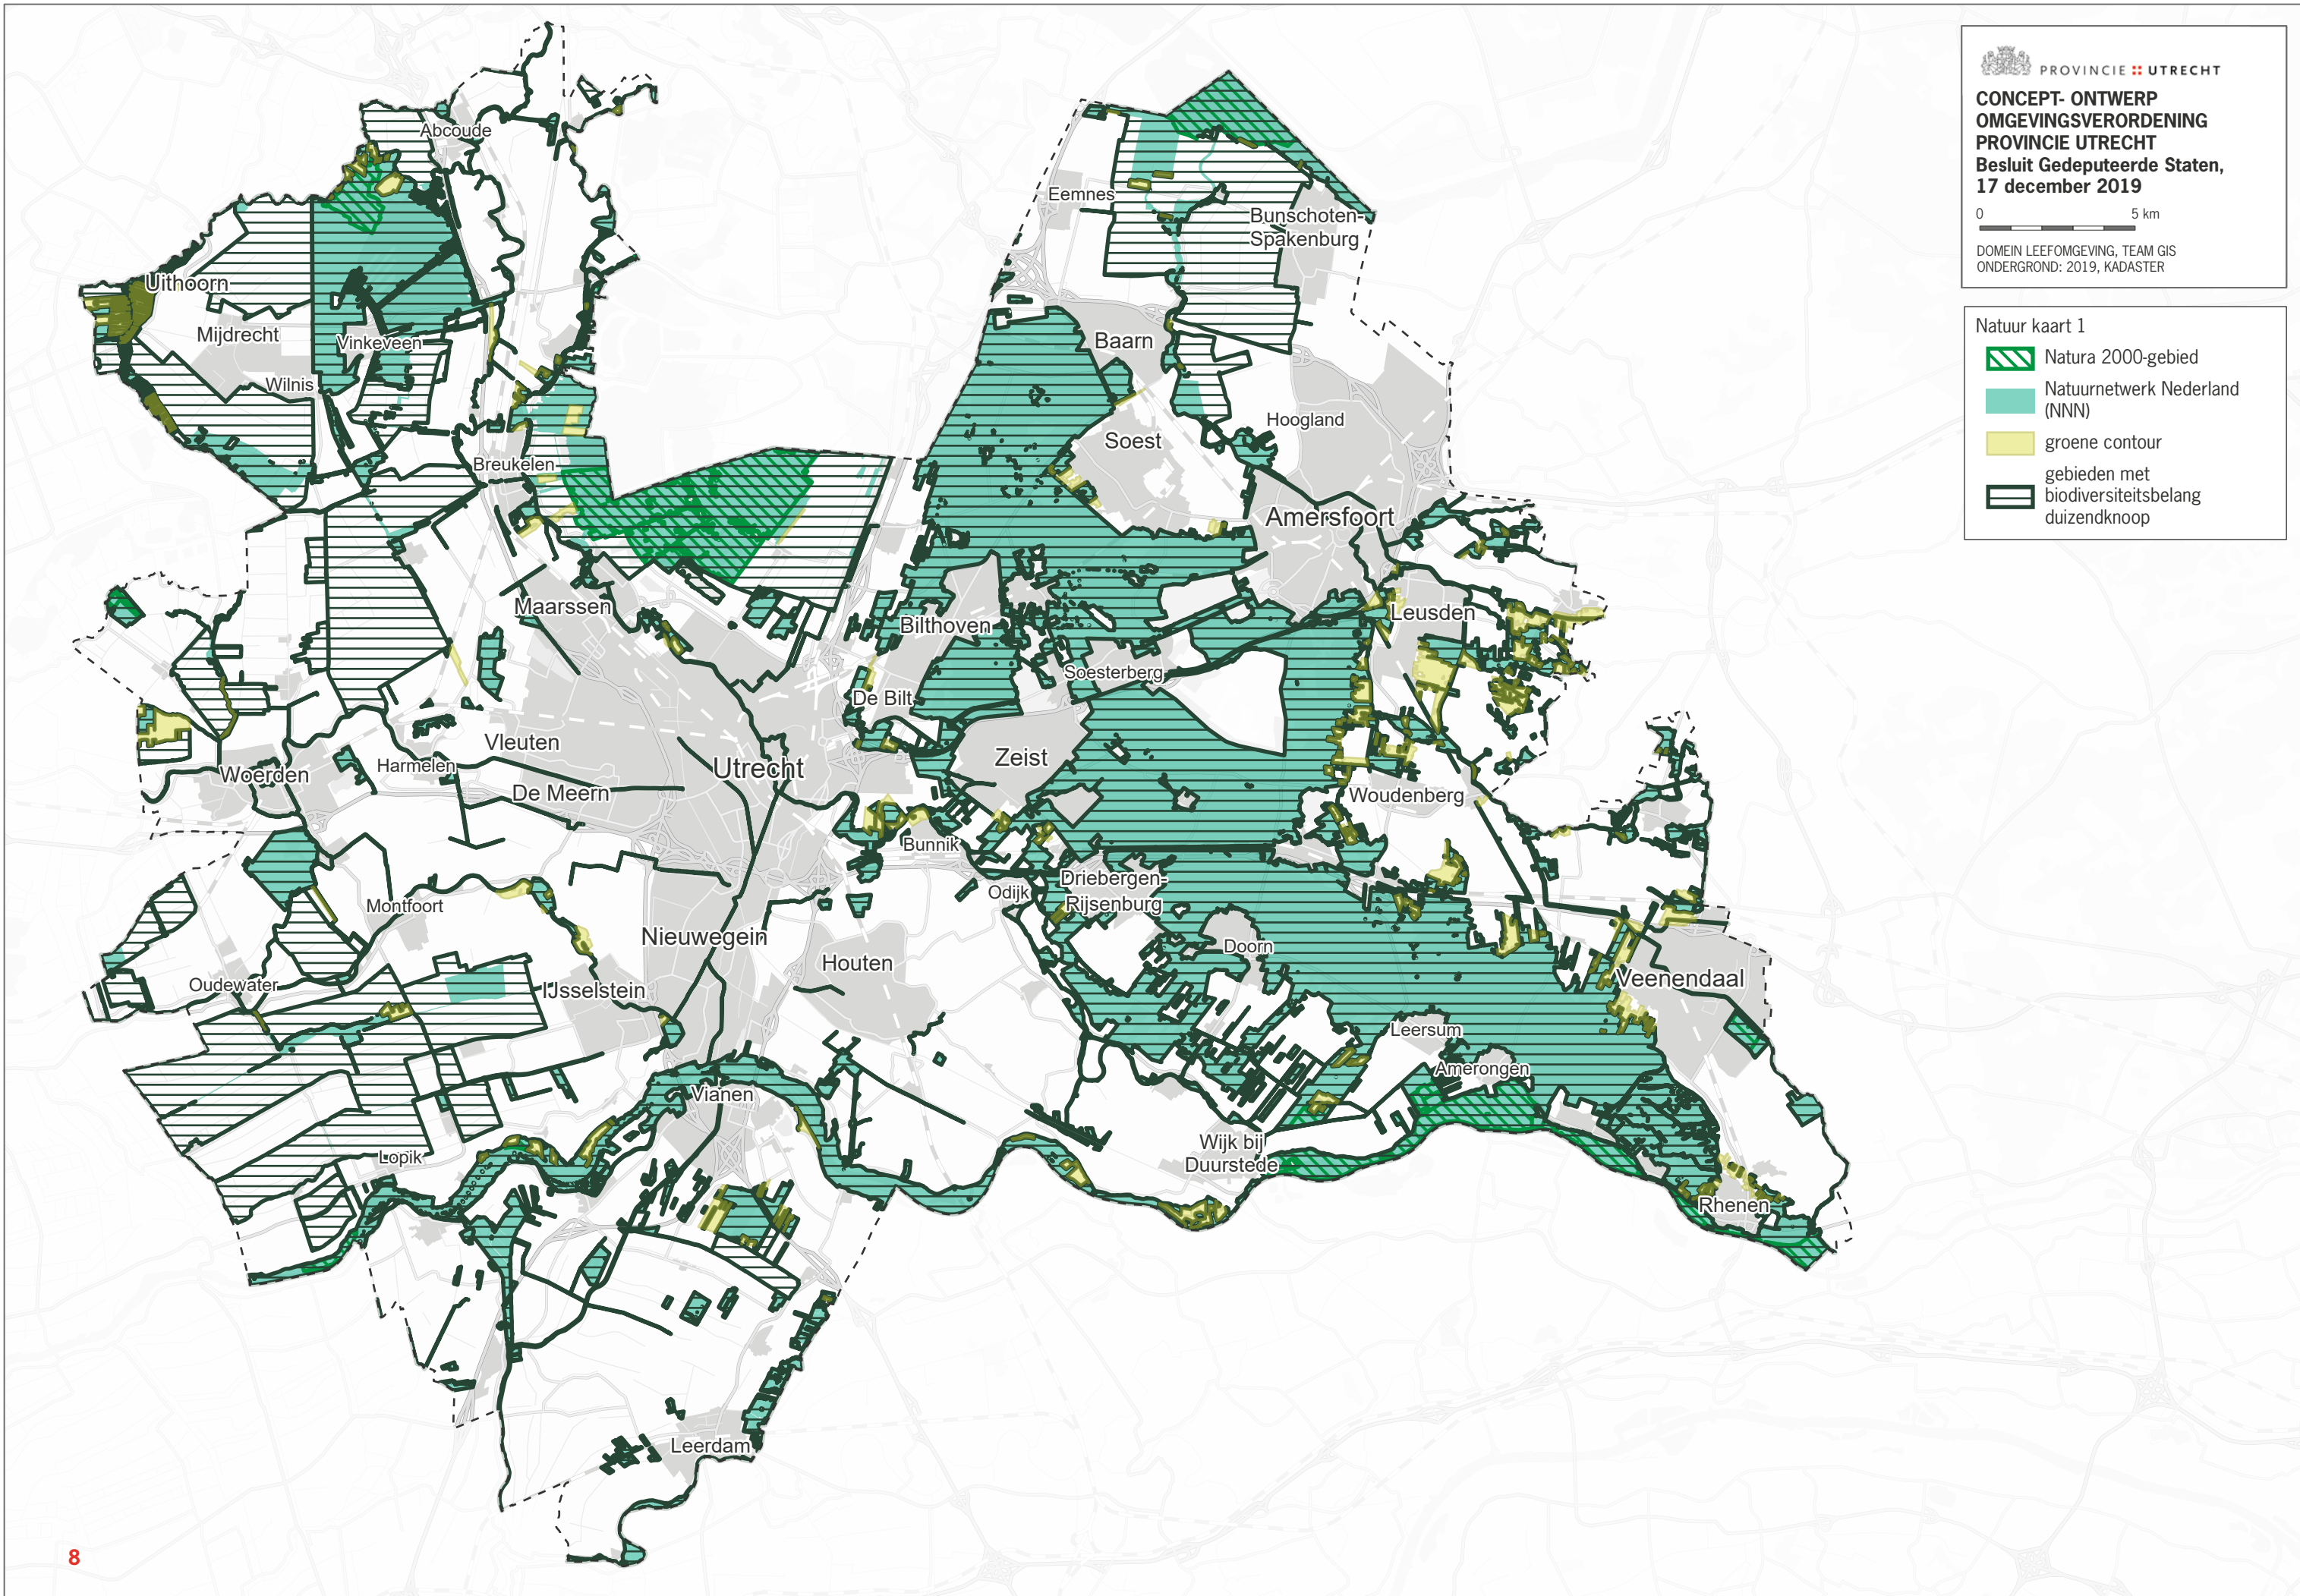 PROVINCIE UTRECHT
CONCEPT- ONTWERP
OMGEVINGSVERORDENING
PROVINCIE UTRECHT
Besluit Gedeputeerde Staten,
17 december 2019
0 5 km
DOMEIN LEEFOMGEVING, TEAM GIS
ONDERGROND: 2019, KADASTER
Natuur kaart 1
Natura 2000-gebied
Natuurnetwerk Nederland
(NNN)
groene contour
gebieden met
biodiversiteitsbelang
duizendknoop
Abcoude
Eemnes
Bunschoten-
Spakenburg
Uithoorn
Mijdrecht
Vinkeveen
Baarn
Wilnis
Hoogland
Soest
Breukelen
Amersfoort
Maarssen
Leusden
Bilthoven
Soesterberg
De Bilt
Vleuten
Zeist
Harmelen
Utrecht
Woerden
De Meern
Woudenberg
Bunnik
Driebergen-
Rijsenburg
Odijk
Montfoort
Nieuwegein
Doorn
Houten
Veenendaal
Oudewater
IJsselstein
Leersum
Amerongen
Vianen
Wijk bij
Duurstede
Lopik
Rhenen
Leerdam
8